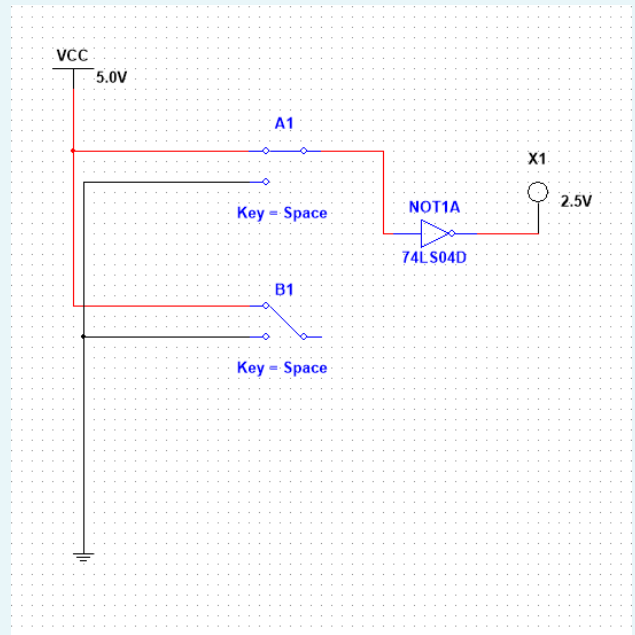 VCC
5.0V
A1
Key = Space
X1
2.5V
NOT1A
74LS04D
B1
Key = Space